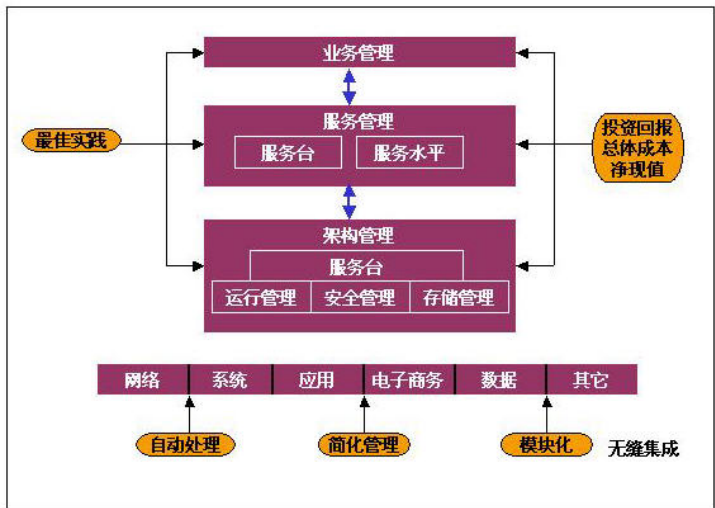 业务管理
服务管理
服务台
服务水平
最佳实践
投资回报
总体成本
净现值
架构管理
服务台
运行管理
安全管理
存储管理
网络
系统
应用
电子商务
数据
其它
自动处理
简化管理
模块化
无缝集成